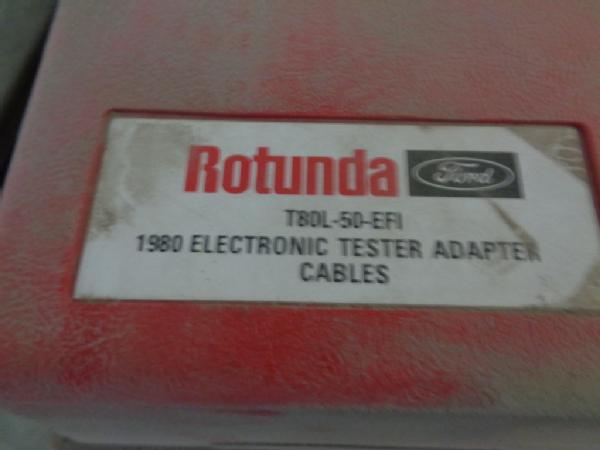 Rotunda Ford
T80L-50-EFI
1980 ELECTRONIC TESTER ADAPTER
CABLES